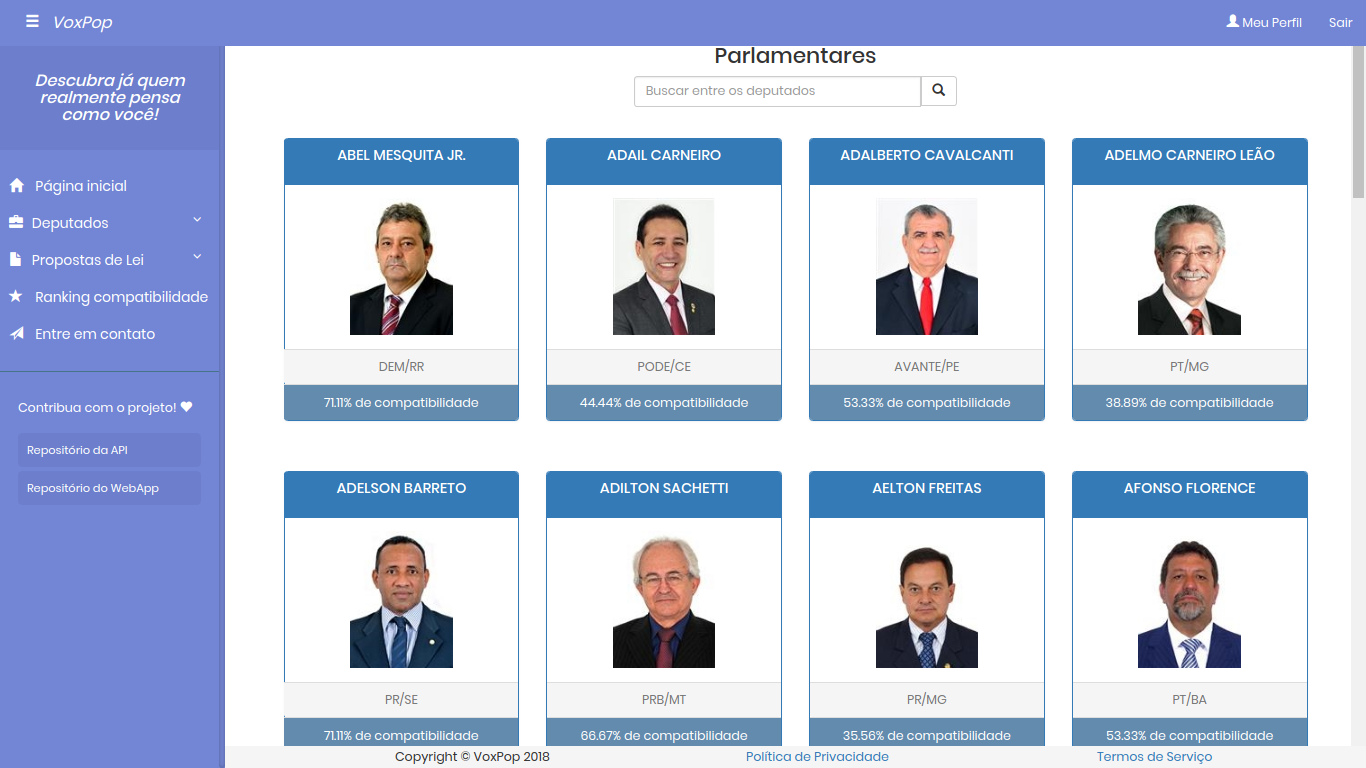 VoxPop
Meu Perfil
Sair
Descubra já quem
realmente pensa
como você!
Página inicial
Deputados
Propostas de Lei
Ranking compatibilidade
Entre em contato
Contribua com o projeto!
Repositório da API
Repositório do WebApp
Parlamentares
Buscar entre os deputados
ABEL MESQUITA JR.
DEM/RR
71.11% de compatibilidade
ADAIL CARNEIRO
PODE/CE
44.44% de compatibilidade
ADALBERTO CAVALCANTI
AVANTE/PE
53.33% de compatibilidade
ADELMO CARNEIRO LEÃO
PT/MG
38.89% de compatibilidade
ADELSON BARRETO
PR/SE
71.11% de compatibilidade
ADILTON SACHETTI
PRB/MT
66.67% de compatibilidade
AELTON FREITAS
PR/MG
35.56% de compatibilidade
AFONSO FLORENCE
PT/BA
53.33% de compatibilidade
Copyright © VoxPop 2018
Política de Privacidade
Termos de Serviço